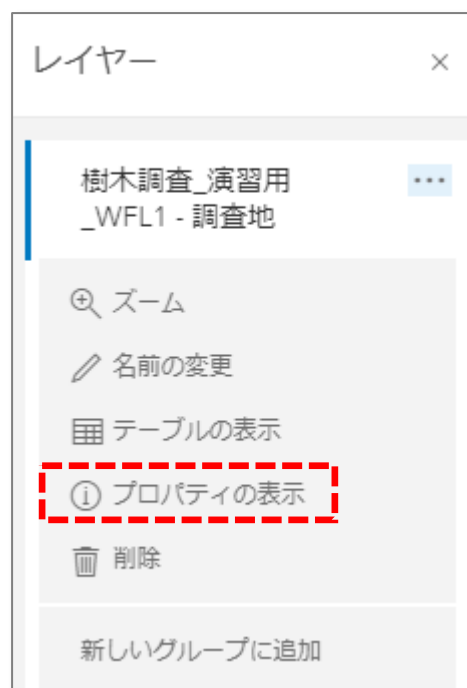 レイヤー
樹木調査_演習用
_WFL1 - 調査地
ズーム
名前の変更
テーブルの表示
プロパティの表示
削除
新しいグループに追加